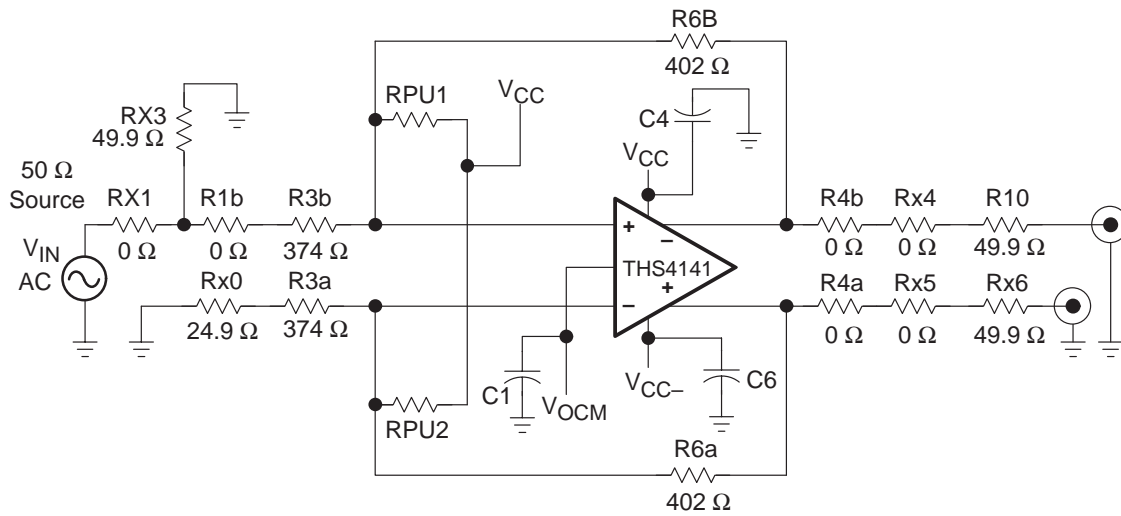 R6B
402 Ω
RPU1
VCC
RX3
49.9 Ω
C4
VCC
50 Ω
Source
RX1
0 Ω
R1b
0 Ω
R3b
374 Ω
VIN
AC
Rx0
24.9 Ω
R3a
374 Ω
+
−
THS4141
+
−
R4b
0 Ω
Rx4
0 Ω
R10
49.9 Ω
R4a
0 Ω
Rx5
0 Ω
Rx6
49.9 Ω
C1
VOCM
VCC−
C6
RPU2
R6a
402 Ω